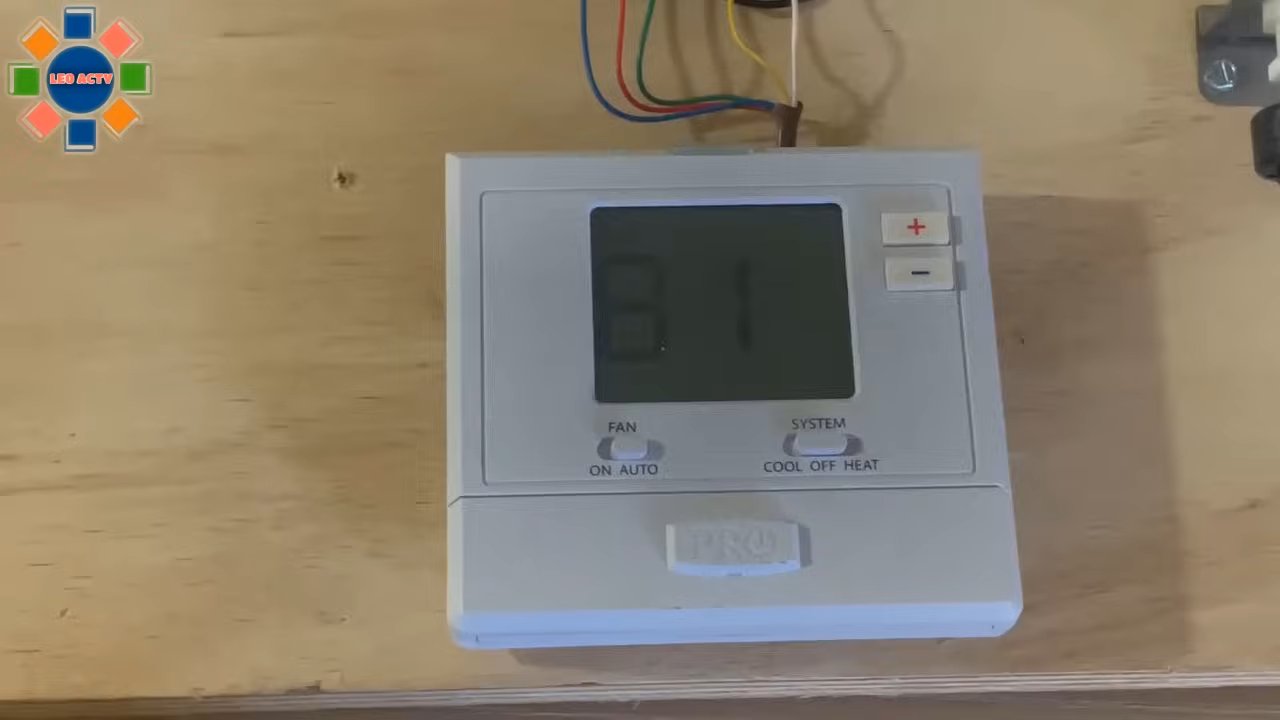 LEO ACTV
81
+
-
FAN
ON AUTO
SYSTEM
COOL OFF HEAT
PRO